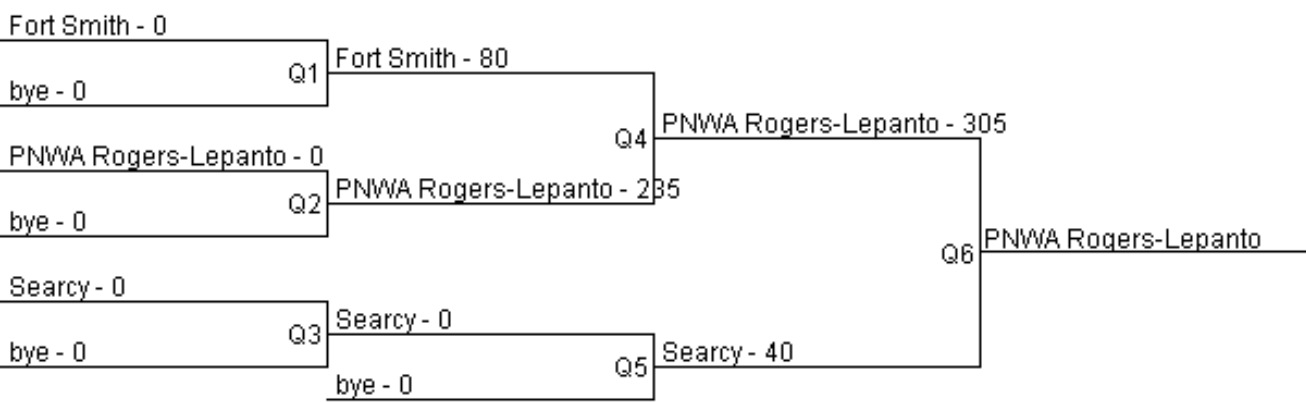 Fort Smith - 0
bye - 0
Q1
Fort Smith - 80
PNWA Rogers-Lepanto - 0
bye - 0
Q2
PNWA Rogers-Lepanto - 235
Q4
PNWA Rogers-Lepanto - 305
Searcy - 0
bye - 0
Q3
Searcy - 0
bye - 0
Q5
Searcy - 40
Q6
PNWA Rogers-Lepanto